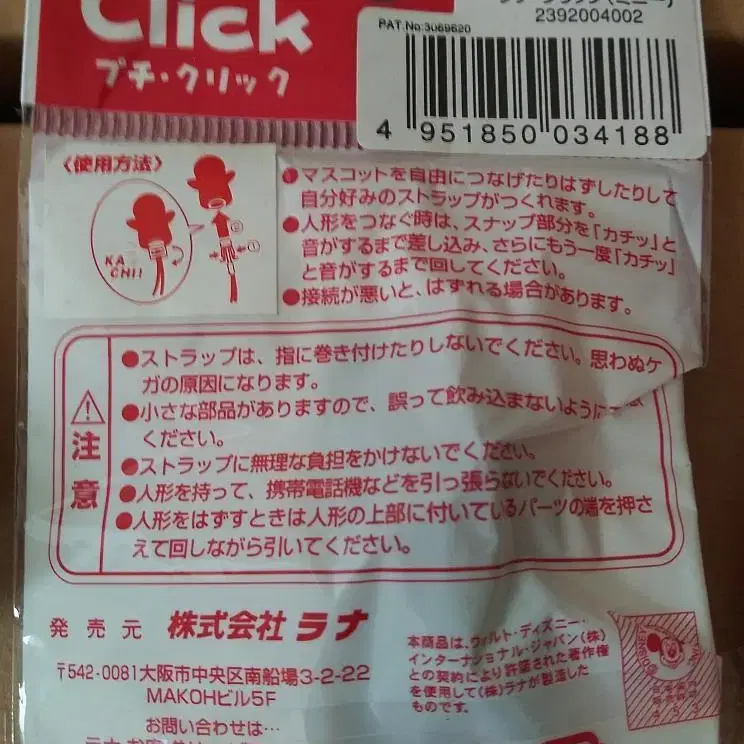 Click
プチ・クリック
(ミニー)
2392004002
PAT.No.3069620
4 951850 034188
〈使用方法〉
KA
CHI!!
②
①
●マスコットを自由につなげたりはずしたりして
自分好みのストラップがつくれます。
●人形をつなぐ時は、スナップ部分を「カチッ」と
音がするまで差し込み、さらにもう一度「カチッ」
と音がするまで回してください。
●接続が悪いと、はずれる場合があります。
注意
●ストラップは、指に巻き付けたりしないでください。思わぬケ
ガの原因になります。
●小さな部品がありますので、誤って飲み込まないように
ください。
●ストラップに無理な負担をかけないでください。
●人形を持って、携帯電話機などを引っ張らないでください。
●人形をはずすときは人形の上部に付いているパーツの端を押さ
えて回しながら引いてください。
発売元 株式会社 ラナ
〒542-0081大阪市中央区南船場3-2-22
MAKOHビル5F
お問い合わせは…
本商品は、ウォルト・ディズニー・
インターナショナル・ジャパン(株)
との契約により許諾された著作権
を使用して(株)ラナが製造した
ものです。